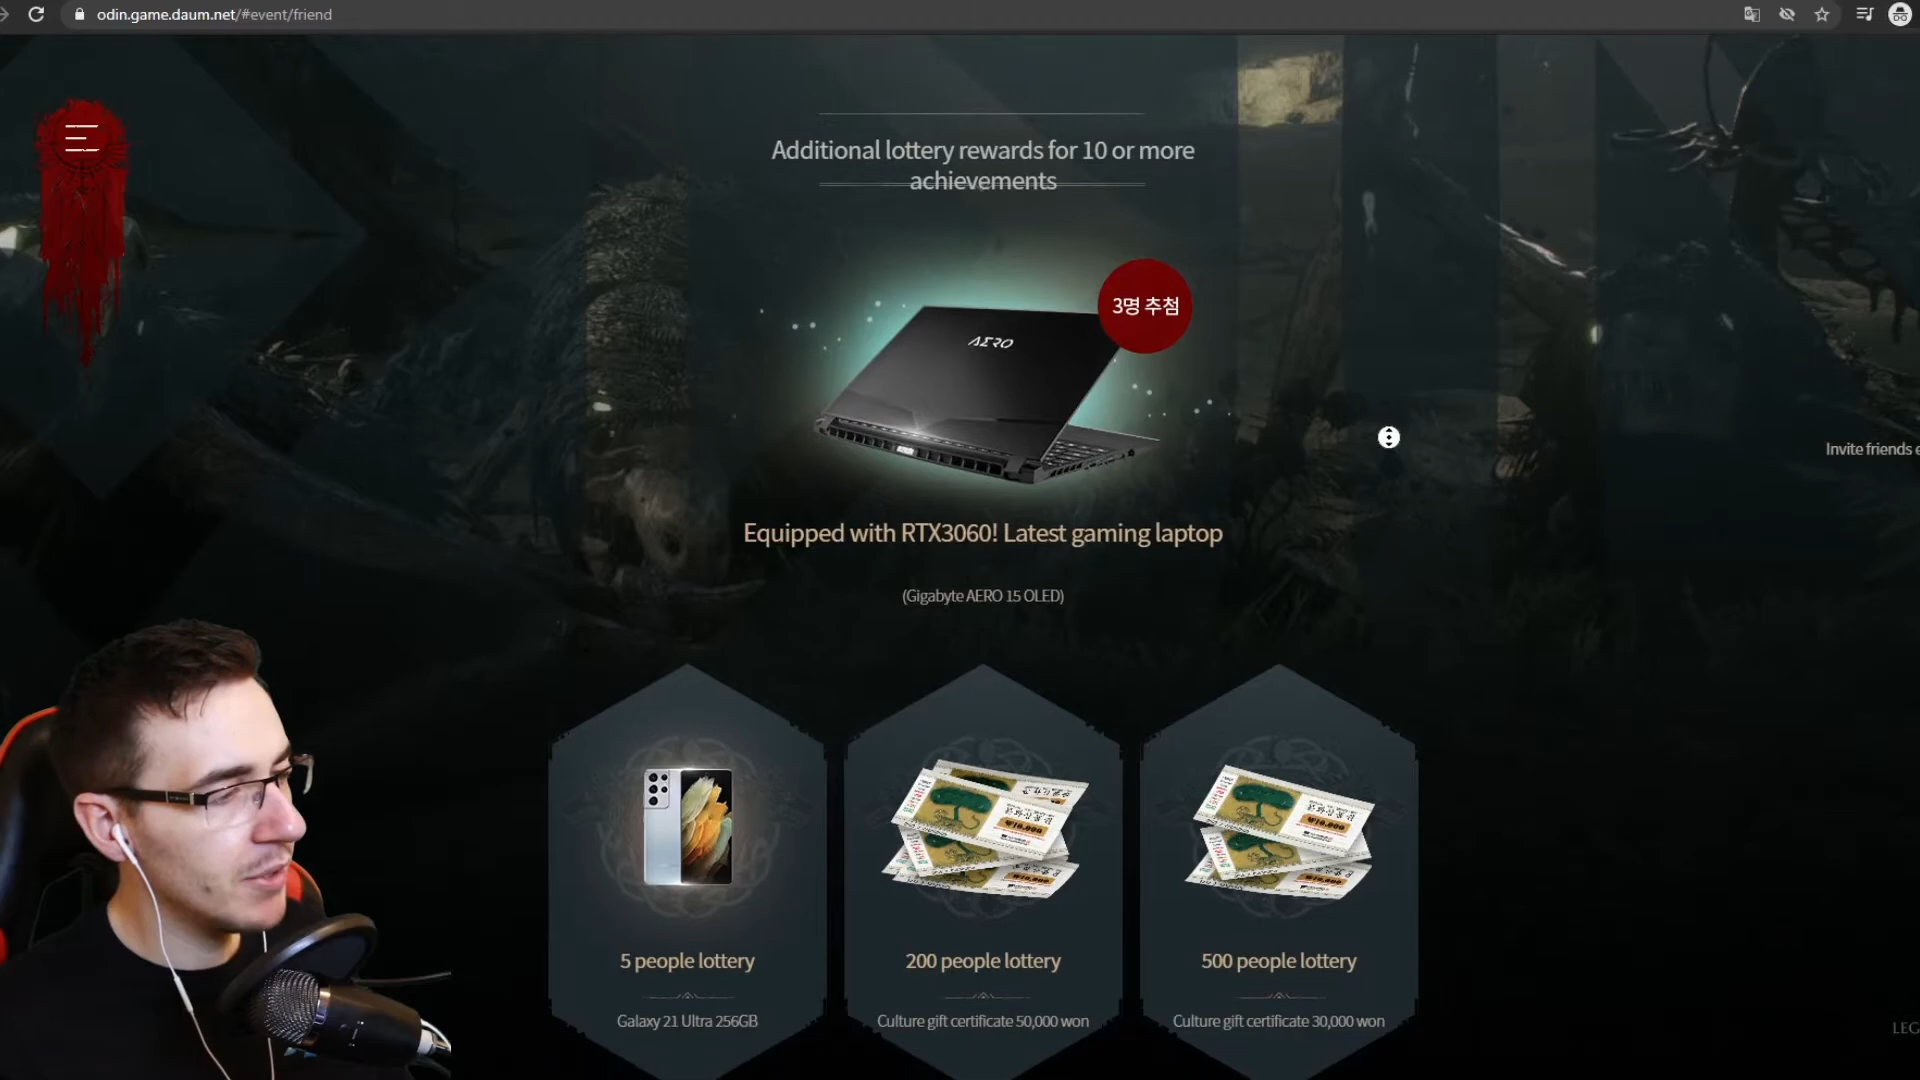 odin.game.daum.net/#event/friend
Additional lottery rewards for 10 or more
achievements
3명 추첨
AERO
Equipped with RTX3060! Latest gaming laptop
(Gigabyte AERO 15 OLED)
Invite friends e
5 people lottery
200 people lottery
500 people lottery
Galaxy 21 Ultra 256GB
Culture gift certificate 50,000 won
Culture gift certificate 30,000 won
LEG